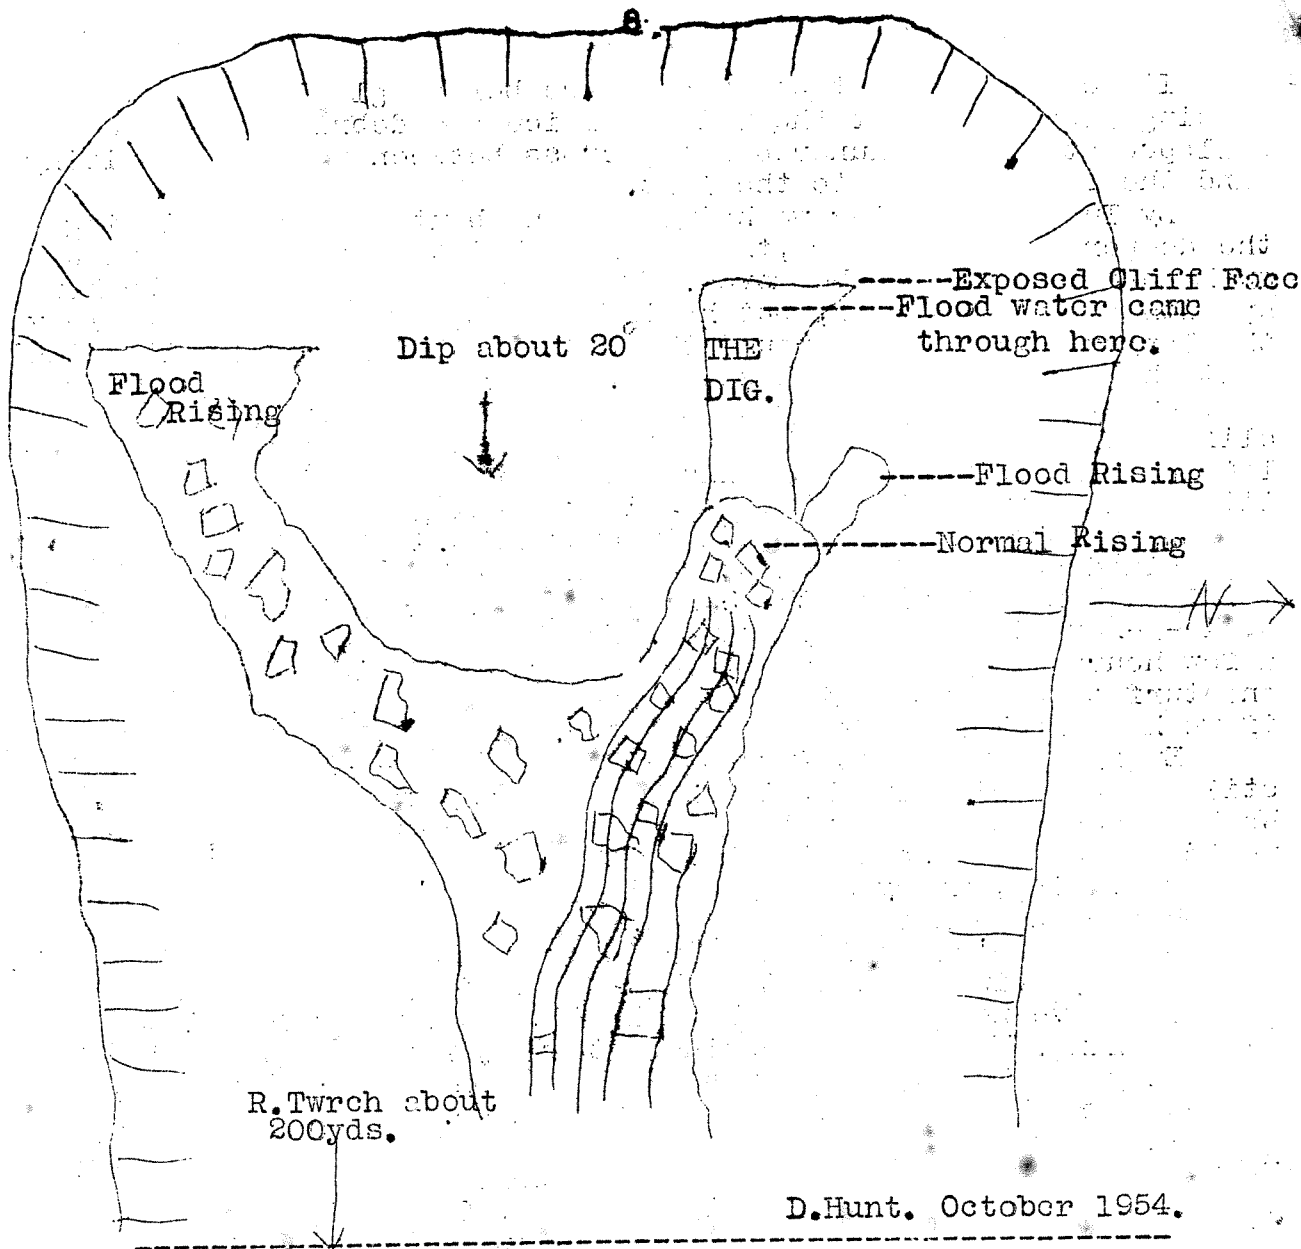 8.
Exposed Cliff Face
Flood water came
through here.
Dip about 20°
THE
DIG.
Flood
Rising
Flood Rising
Normal Rising
N
R.Twrch about
200yds.
D.Hunt. October 1954.